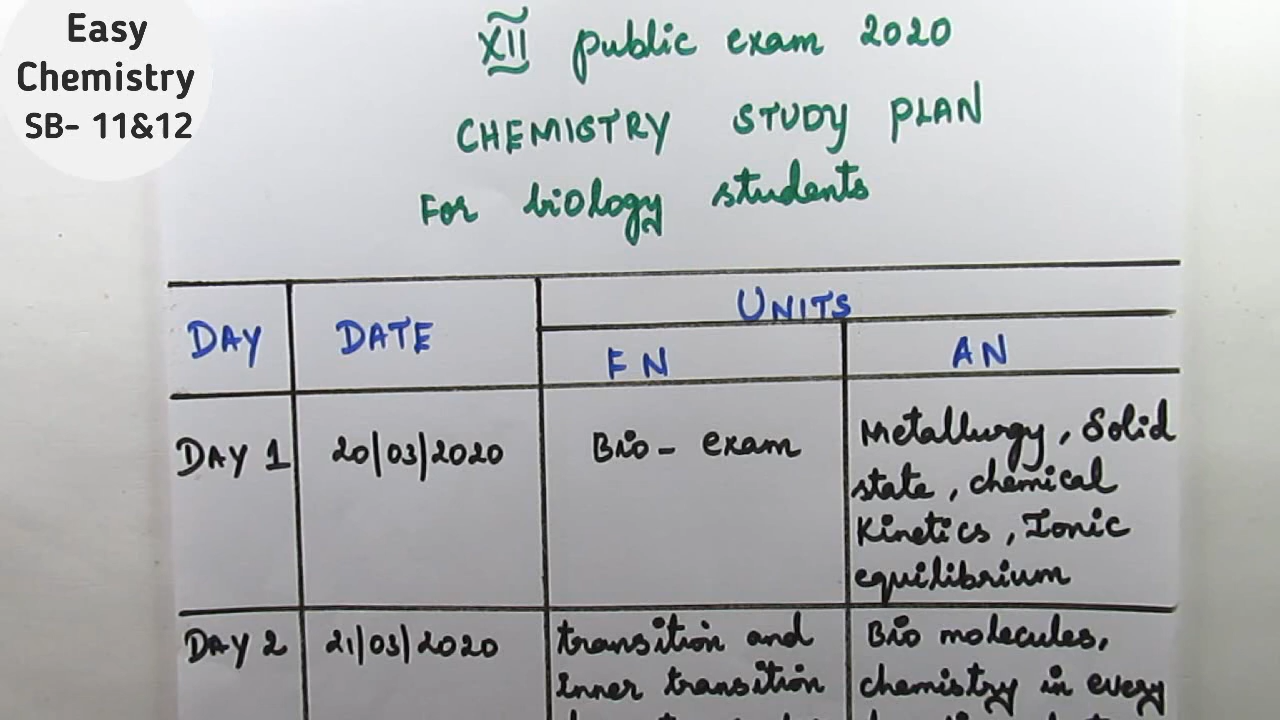 Easy
Chemistry
SB- 11&12
XII public exam 2020
CHEMISTRY STUDY PLAN
For biology students
UNITS
DAY DATE FN AN
DAY 1 20/03/2020 Bio - exam Metallurgy, Solid
state, chemical
Kinetics, Ionic
equilibrium
DAY 2 21/03/2020 transition and Bio molecules,
Inner transition chemistry in every